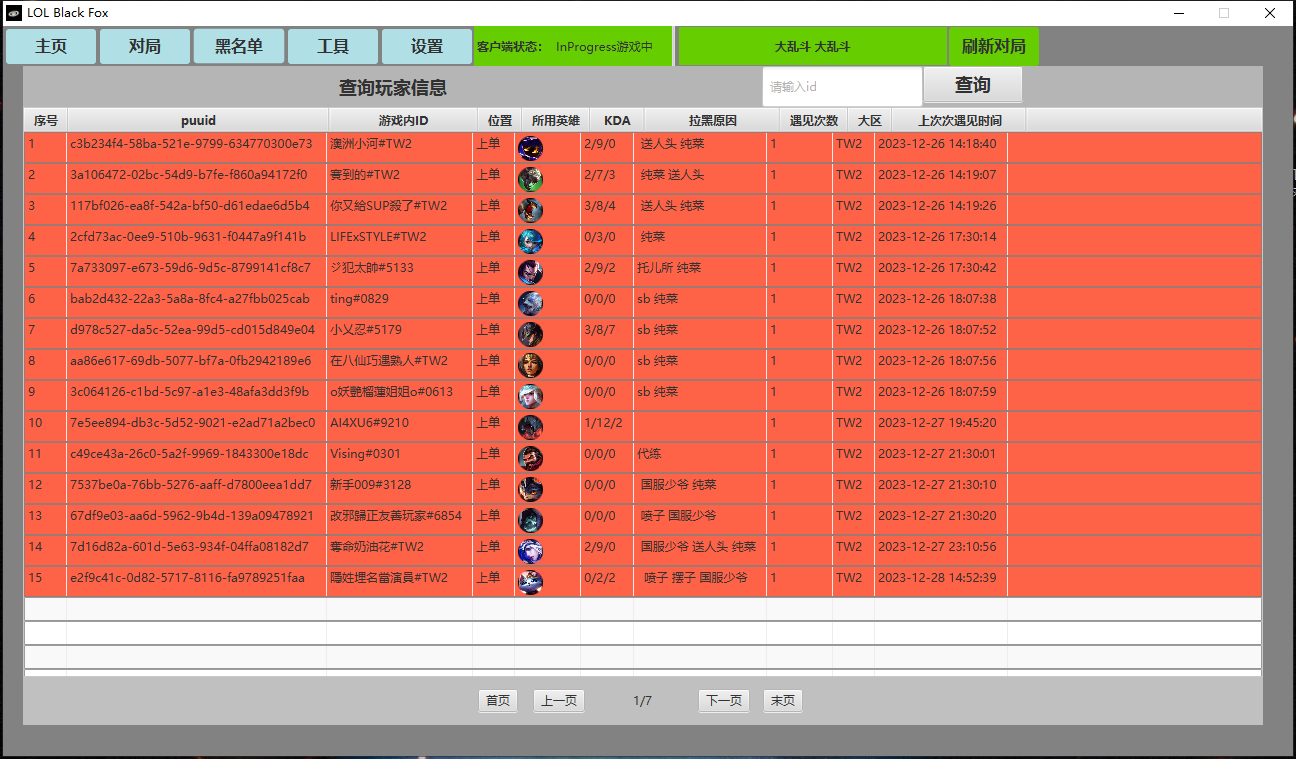 LOL Black Fox
主页 对局 黑名单 工具 设置 客户端状态: InProgress游戏中 大乱斗 大乱斗 刷新对局
查询玩家信息 请输入id 查询
序号 puuid 游戏内ID 位置 所用英雄 KDA 拉黑原因 遇见次数 大区 上次次遇见时间
1 c3b234f4-58ba-521e-9799-634770300e73 澳洲小河#TW2 上单 2/9/0 送人头 纯菜 1 TW2 2023-12-26 14:18:40
2 3a106472-02bc-54d9-b7fe-f860a94172f0 賽到的#TW2 上单 2/7/3 纯菜 送人头 1 TW2 2023-12-26 14:19:07
3 117bf026-ea8f-542a-bf50-d61edae6d5b4 你又給SUP殺了#TW2 上单 3/8/4 送人头 纯菜 1 TW2 2023-12-26 14:19:26
4 2cfd73ac-0ee9-510b-9631-f0447a9f141b LIFExSTYLE#TW2 上单 0/3/0 纯菜 1 TW2 2023-12-26 17:30:14
5 7a733097-e673-59d6-9d5c-8799141cf8c7 ジ犯太帥#5133 上单 2/9/2 托儿所 纯菜 1 TW2 2023-12-26 17:30:42
6 bab2d432-22a3-5a8a-8fc4-a27fbb025cab ting#0829 上单 0/0/0 sb 纯菜 1 TW2 2023-12-26 18:07:38
7 d978c527-da5c-52ea-99d5-cd015d849e04 小乂忍#5179 上单 3/8/7 sb 纯菜 1 TW2 2023-12-26 18:07:52
8 aa86e617-69db-5077-bf7a-0fb2942189e6 在八仙巧遇熟人#TW2 上单 0/0/0 sb 纯菜 1 TW2 2023-12-26 18:07:56
9 3c064126-c1bd-5c97-a1e3-48afa3dd3f9b o妖艷榴蓮姐姐o#0613 上单 0/0/0 sb 纯菜 1 TW2 2023-12-26 18:07:59
10 7e5ee894-db3c-5d52-9021-e2ad71a2bec0 AI4XU6#9210 上单 1/12/2 1 TW2 2023-12-27 19:45:20
11 c49ce43a-26c0-5a2f-9969-1843300e18dc Vising#0301 上单 0/0/0 代练 1 TW2 2023-12-27 21:30:01
12 7537be0a-76bb-5276-aaff-d7800eea1dd7 新手009#3128 上单 0/0/0 国服少爷 纯菜 1 TW2 2023-12-27 21:30:10
13 67df9e03-aa6d-5962-9b4d-139a09478921 改邪歸正友善玩家#6854 上单 0/0/0 喷子 国服少爷 1 TW2 2023-12-27 21:30:20
14 7d16d82a-601d-5e63-934f-04ffa08182d7 奪命奶油花#TW2 上单 2/9/0 国服少爷 送人头 纯菜 1 TW2 2023-12-27 23:10:56
15 e2f9c41c-0d82-5717-8116-fa9789251faa 隱姓埋名當演員#TW2 上单 0/2/2 喷子 摆子 国服少爷 1 TW2 2023-12-28 14:52:39
首页 上一页 1/7 下一页 末页